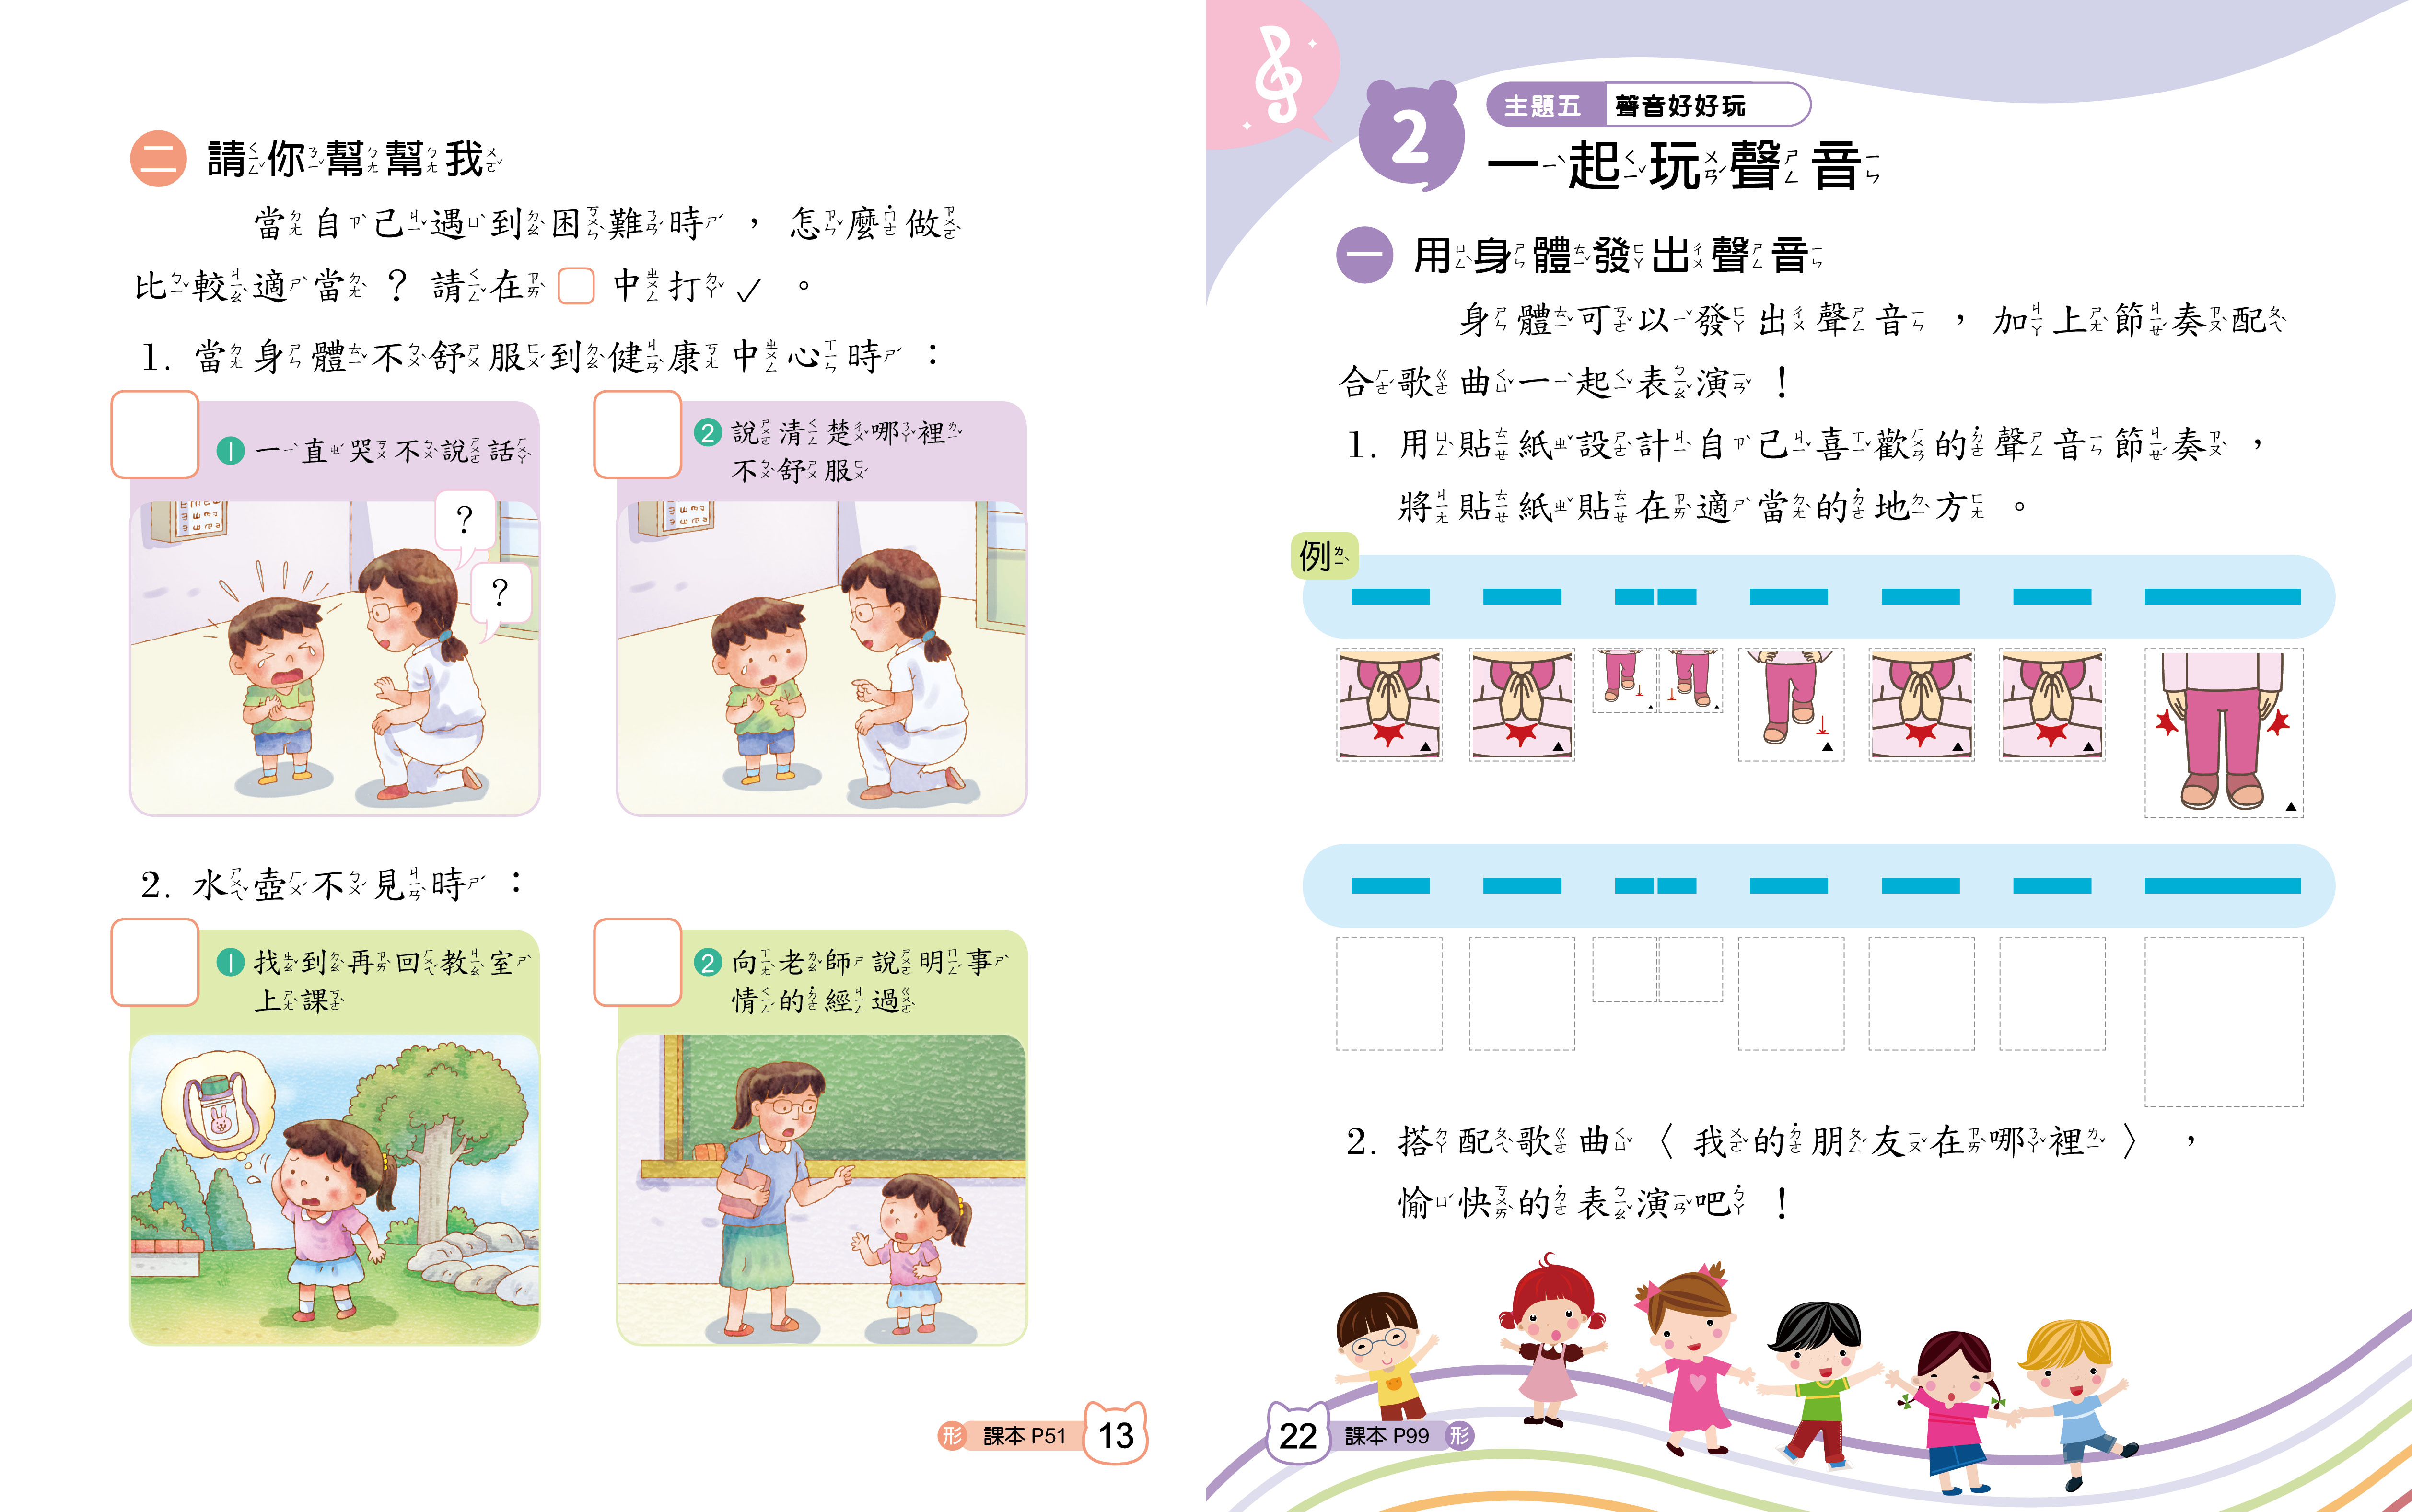 二 請你幫幫我
當自己遇到困難時，怎麼做
比較適當？請在□中打✓。
1. 當身體不舒服到健康中心時：
1 一直哭不說話
2 說清楚哪裡
不舒服
?
?
2. 水壺不見時：
1 找到再回教室
上課
2 向老師說明事
情的經過
形 課本 P51 13
2 主題五 聲音好好玩
一起玩聲音
一 用身體發出聲音
身體可以發出聲音，加上節奏配
合歌曲一起表演！
1. 用貼紙設計自己喜歡的聲音節奏，
將貼紙貼在適當的地方。
例
2. 搭配歌曲〈我的朋友在哪裡〉，
愉快的表演吧！
22 課本 P99 形